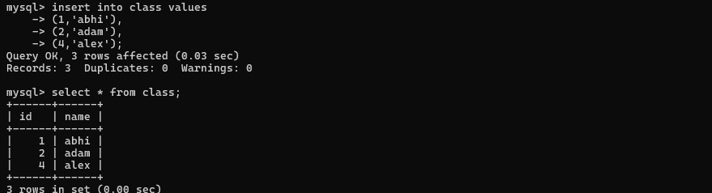 mysql> insert into class values
    -> (1,'abhi'),
    -> (2,'adam'),
    -> (4,'alex');
Query OK, 3 rows affected (0.03 sec)
Records: 3  Duplicates: 0  Warnings: 0

mysql> select * from class;
+------+------+
| id   | name |
+------+------+
|    1 | abhi |
|    2 | adam |
|    4 | alex |
+------+------+
3 rows in set (0.00 sec)